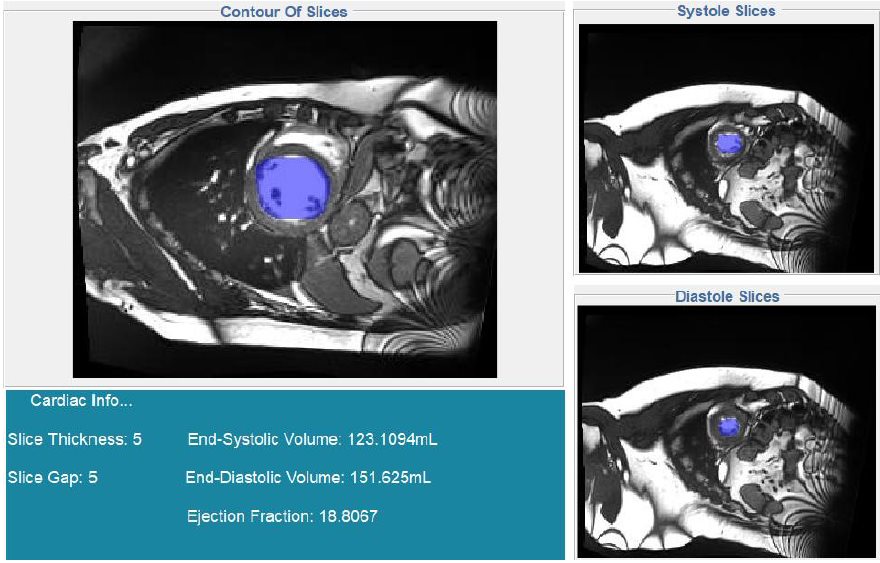 Contour Of Slices
Systole Slices
Diastole Slices
Cardiac Info...
Slice Thickness: 5
End-Systolic Volume: 123.1094mL
Slice Gap: 5
End-Diastolic Volume: 151.625mL
Ejection Fraction: 18.8067